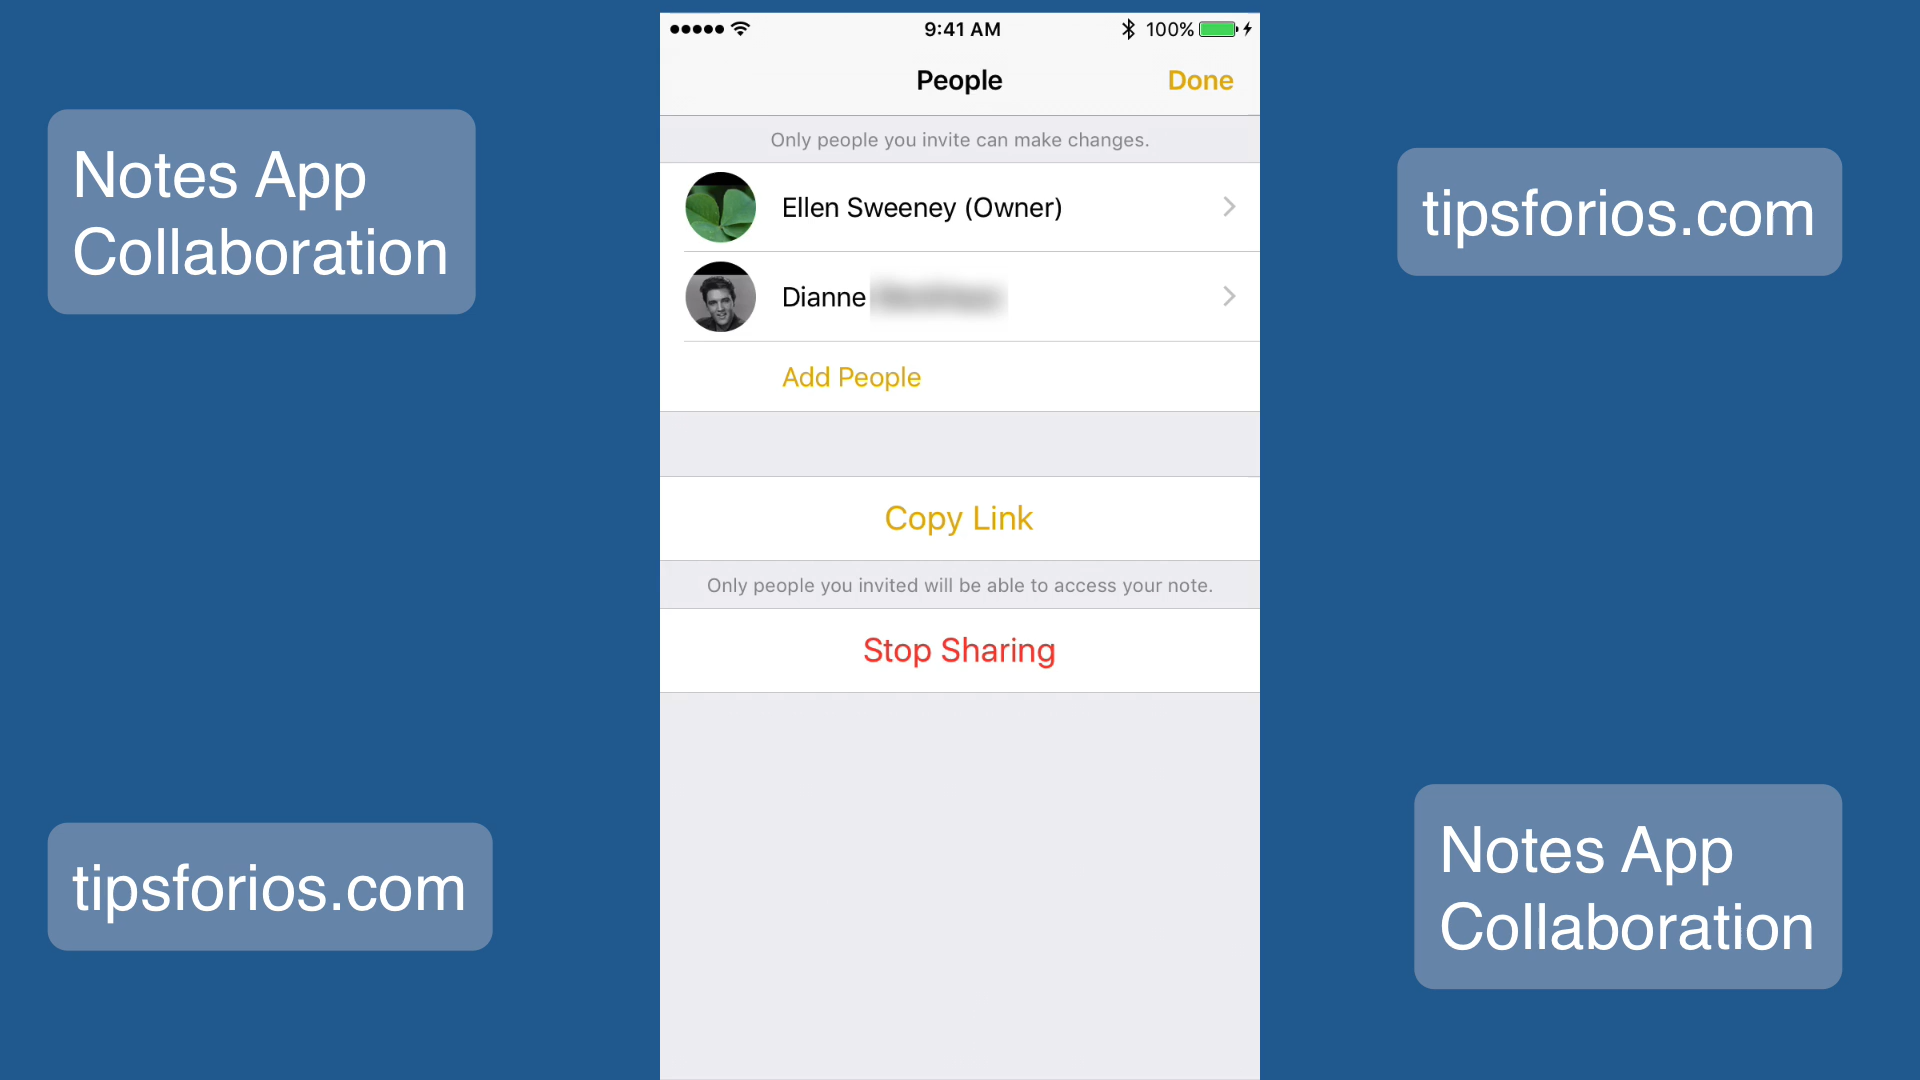 9:41 AM
100%
People
Done
Notes App
Collaboration
Only people you invite can make changes.
tipsforios.com
Ellen Sweeney (Owner)
Dianne
Add People
Copy Link
Only people you invited will be able to access your note.
Stop Sharing
tipsforios.com
Notes App
Collaboration